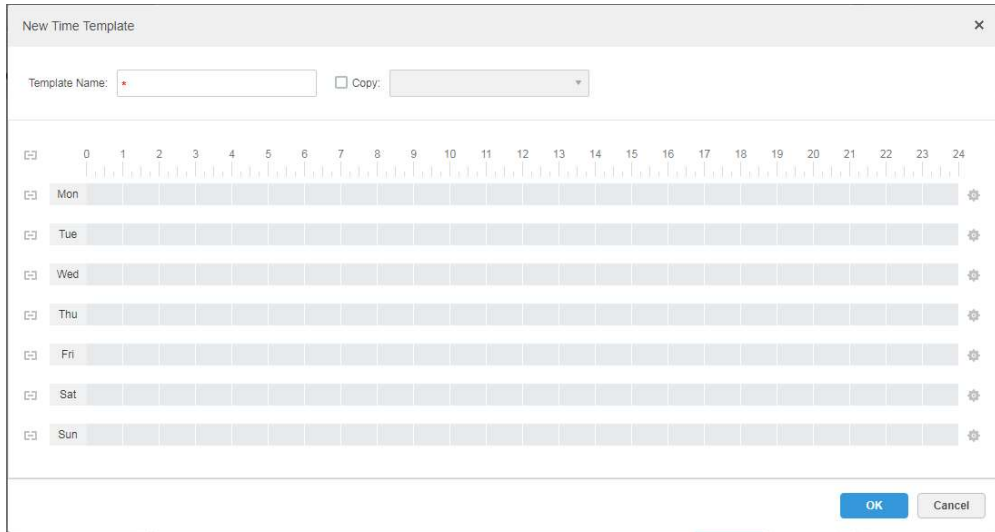 New Time Template
Template Name: * Copy:
0 1 2 3 4 5 6 7 8 9 10 11 12 13 14 15 16 17 18 19 20 21 22 23 24
Mon
Tue
Wed
Thu
Fri
Sat
Sun
OK Cancel